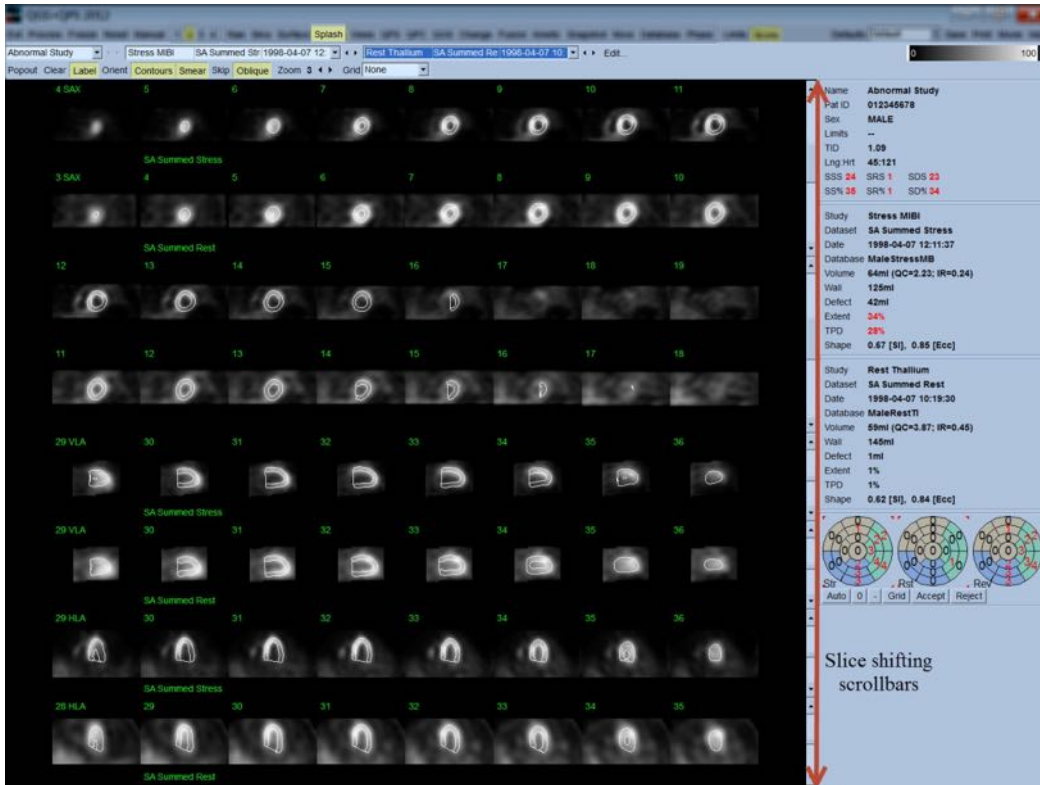 QGS+QPS 2012
Splash
Abnormal Study Stress MIBI SA Summed Str 1998-04-07 12: Rest Thallium SA Summed Re 1998-04-07 10: Edit...
0 100
Popout Clear Label Orient Contours Smear Skip Oblique Zoom 3 Grid None
4 SAX 5 6 7 8 9 10 11
SA Summed Stress
3 SAX 4 5 6 7 8 9 10
SA Summed Rest
12 13 14 15 16 17 18 19
11 12 13 14 15 16 17 18
29 VLA 30 31 32 33 34 35 36
SA Summed Stress
29 VLA 30 31 32 33 34 35 36
SA Summed Rest
29 HLA 30 31 32 33 34 35 36
SA Summed Stress
28 HLA 29 30 31 32 33 34 35
SA Summed Rest
Name Abnormal Study
Pat ID 012345678
Sex MALE
Limits --
TID 1.09
Lng:Hrt 45:121
SSS 24 SRS 1 SDS 23
SS% 35 SR% 1 SD% 34
Study Stress MIBI
Dataset SA Summed Stress
Date 1998-04-07 12:11:37
Database MaleStressMB
Volume 64ml (QC=2.23; IR=0.24)
Wall 125ml
Defect 42ml
Extent 34%
TPD 28%
Shape 0.67 [SI], 0.85 [Ecc]
Study Rest Thallium
Dataset SA Summed Rest
Date 1998-04-07 10:19:30
Database MaleRestTl
Volume 59ml (QC=3.87; IR=0.45)
Wall 145ml
Defect 1ml
Extent 1%
TPD 1%
Shape 0.62 [SI], 0.84 [Ecc]
Str Rst Rev
Auto 0 - Grid Accept Reject
Slice shifting
scrollbars